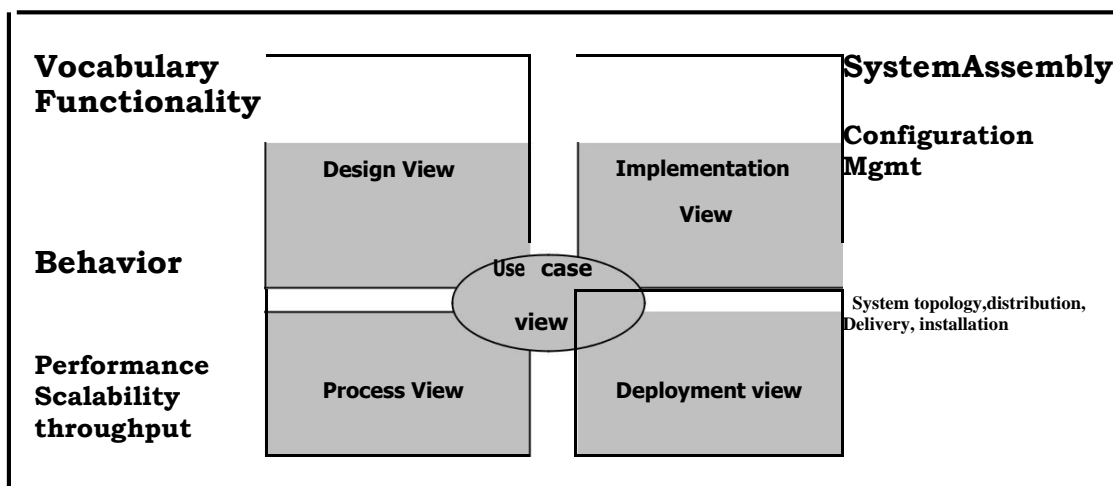 Vocabulary
Functionality
SystemAssembly
Design View
Implementation
View
Configuration
Mgmt
Behavior
Use case
view
System topology,distribution,
Delivery, installation
Performance
Scalability
throughput
Process View
Deployment view